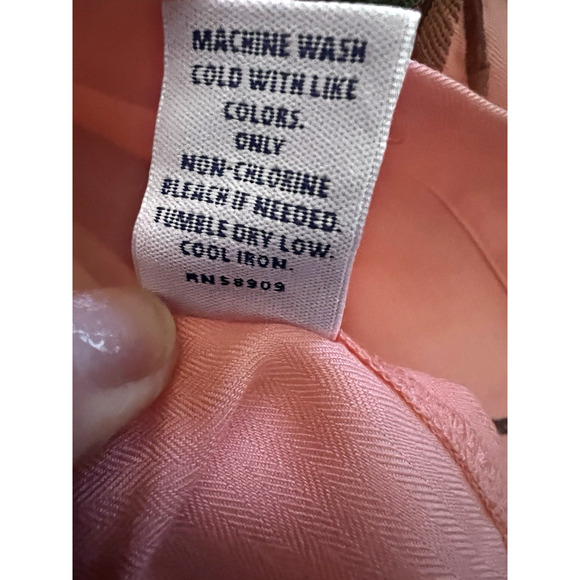 MACHINE WASH
COLD WITH LIKE
COLORS.
ONLY
NON-CHLORINE
BLEACH IF NEEDED.
TUMBLE DRY LOW.
COOL IRON.
RN58909